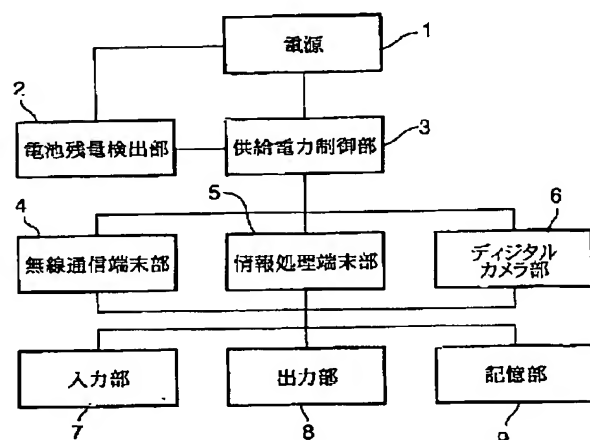 電源
1
2
電池残量検出部
供給電力制御部
3
4
5
6
無線通信端末部
情報処理端末部
ディジタル
カメラ部
入力部
出力部
記憶部
7
8
9